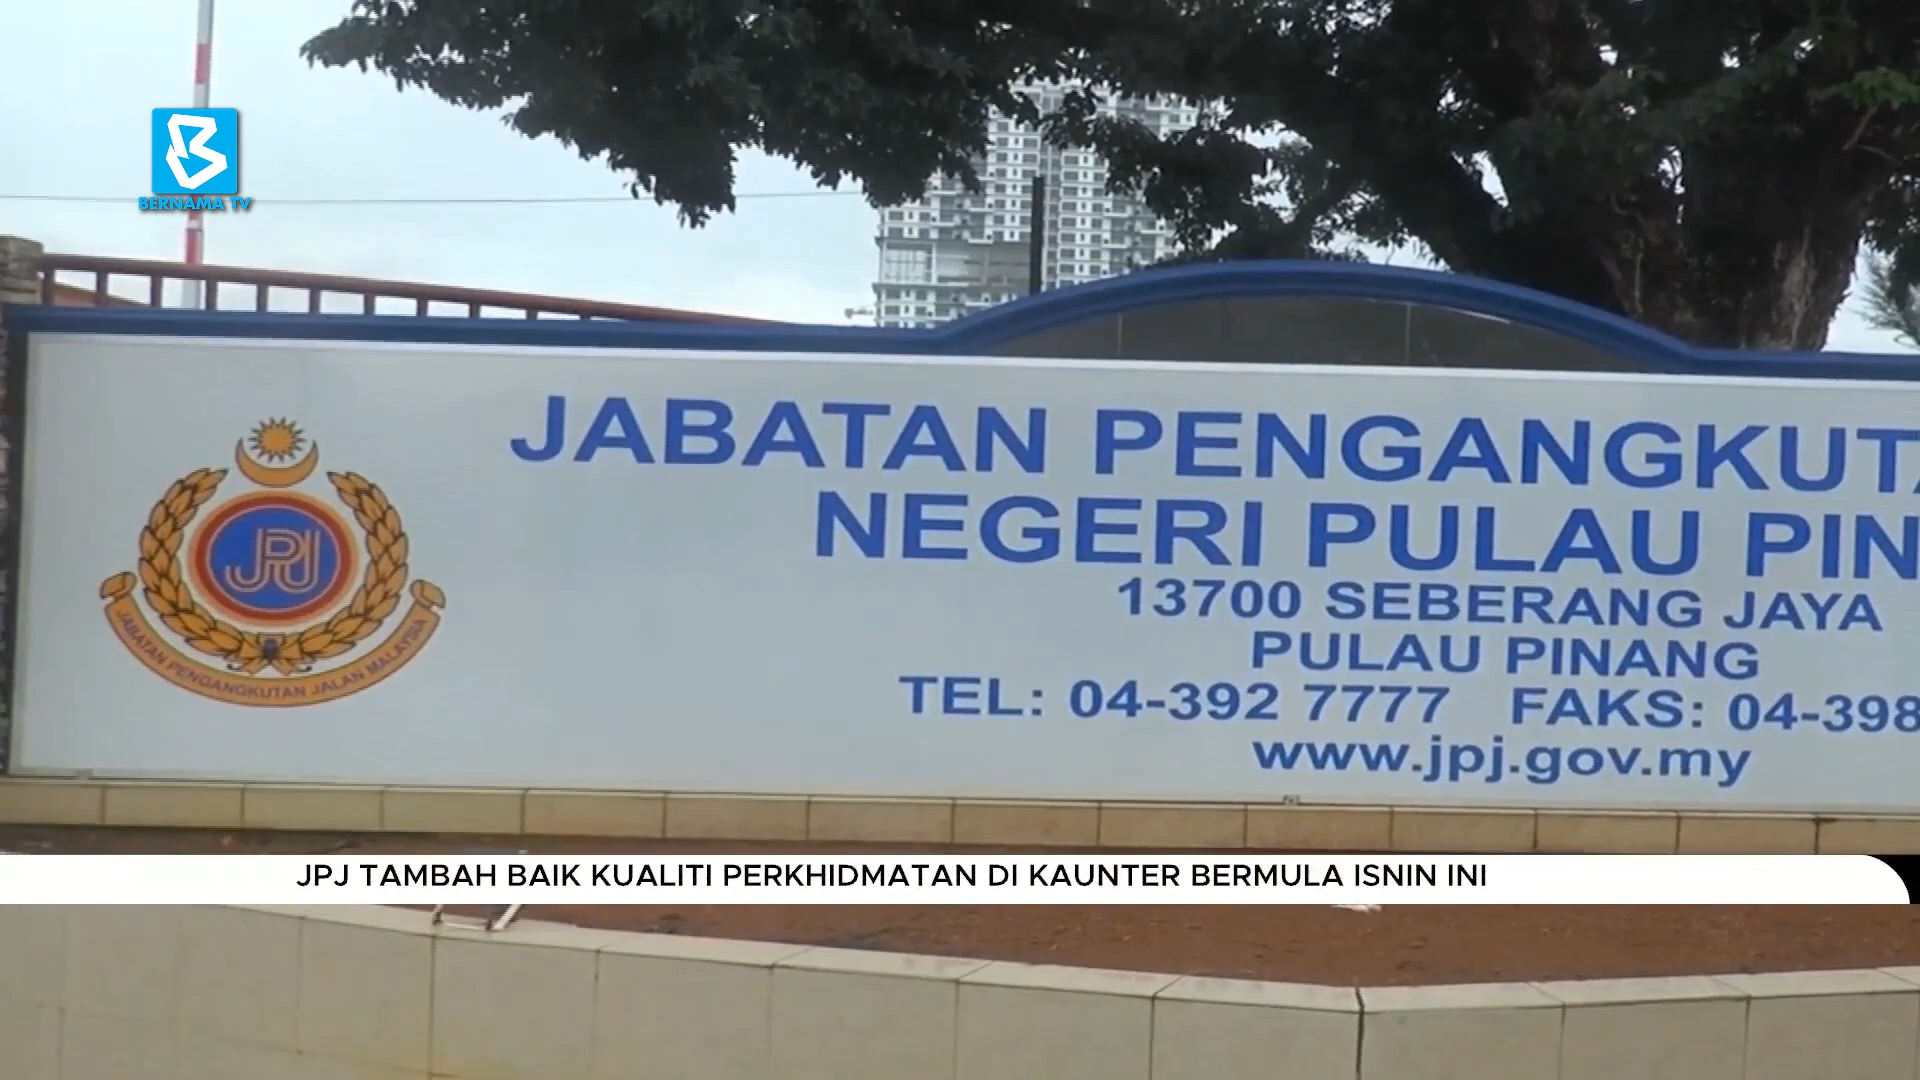 BERNAMA TV
JABATAN PENGANGKUTA
NEGERI PULAU PIN
13700 SEBERANG JAYA
PULAU PINANG
TEL: 04-392 7777 FAKS: 04-398
www.jpj.gov.my
JPJ
JABATAN PENGANGKUTAN JALAN MALAYSIA
JPJ TAMBAH BAIK KUALITI PERKHIDMATAN DI KAUNTER BERMULA ISNIN INI